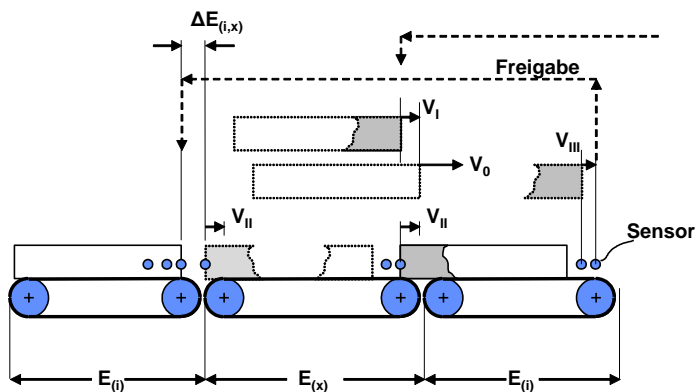 ΔE(i,x)
Freigabe
VI
V0
VIII
VII
VII
Sensor
E(i)
E(x)
E(i)